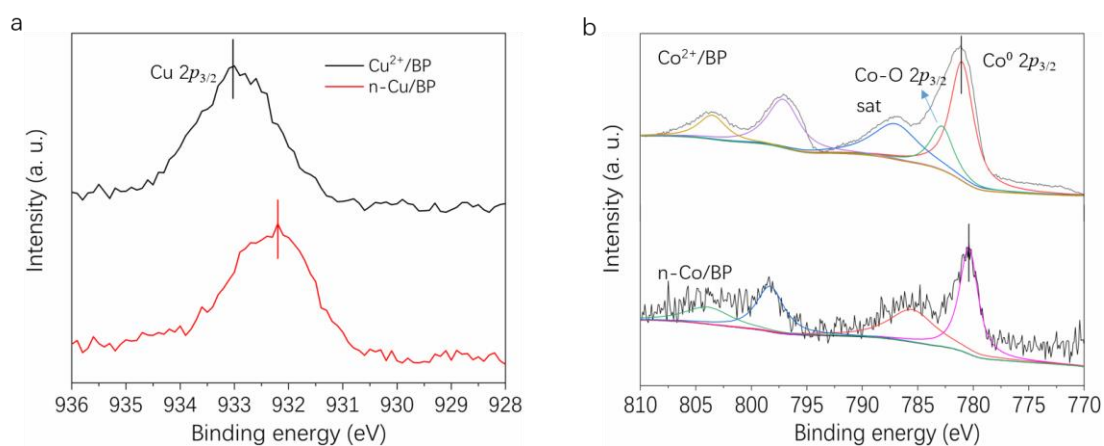 a
Cu 2p₃/₂
Cu²⁺/BP
n-Cu/BP
Intensity (a. u.)
936 935 934 933 932 931 930 929 928
Binding energy (eV)
b
Co²⁺/BP
Co-O 2p₃/₂
sat
Co⁰ 2p₃/₂
n-Co/BP
Intensity (a. u.)
810 805 800 795 790 785 780 775 770
Binding energy (eV)